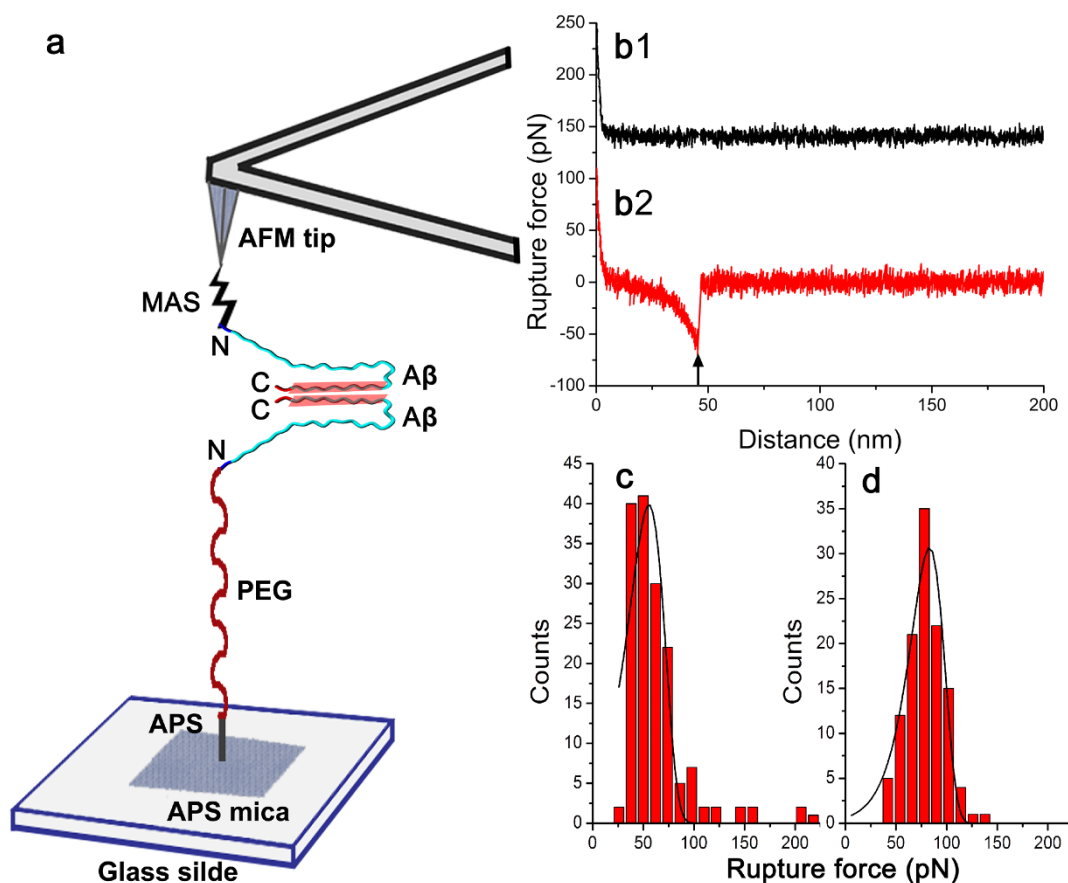 a
AFM tip
MAS
N
C
Aβ
C
Aβ
N
PEG
APS
APS mica
Glass silde
b1
b2
250
200
150
100
150
100
50
0
-50
-100
0
50
100
150
200
Rupture force (pN)
Distance (nm)
c
45
40
35
30
25
20
15
10
5
0
0
50
100
150
200
Counts
d
40
35
30
25
20
15
10
5
0
0
50
100
150
200
Counts
Rupture force (pN)